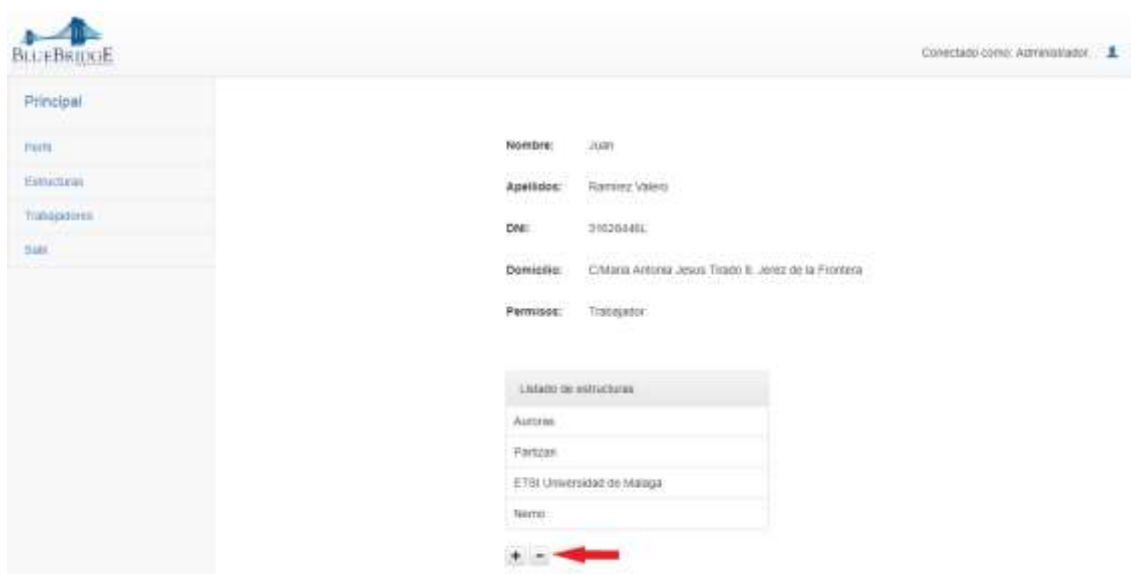 BLUEBRIDGE
Conectado como: Administrador
Principal
Perfil
Estructuras
Trabajadores
Salir
Nombre: Juan
Apellidos: Ramirez Valero
DNI:
Domicilio: C/Maria Antonia Jesus Tirado Jerez de la Frontera
Permisos: Trabajador
Listado de estructuras
Auroras
Partizan
ETSI Universidad de Malaga
Nemo
+ -